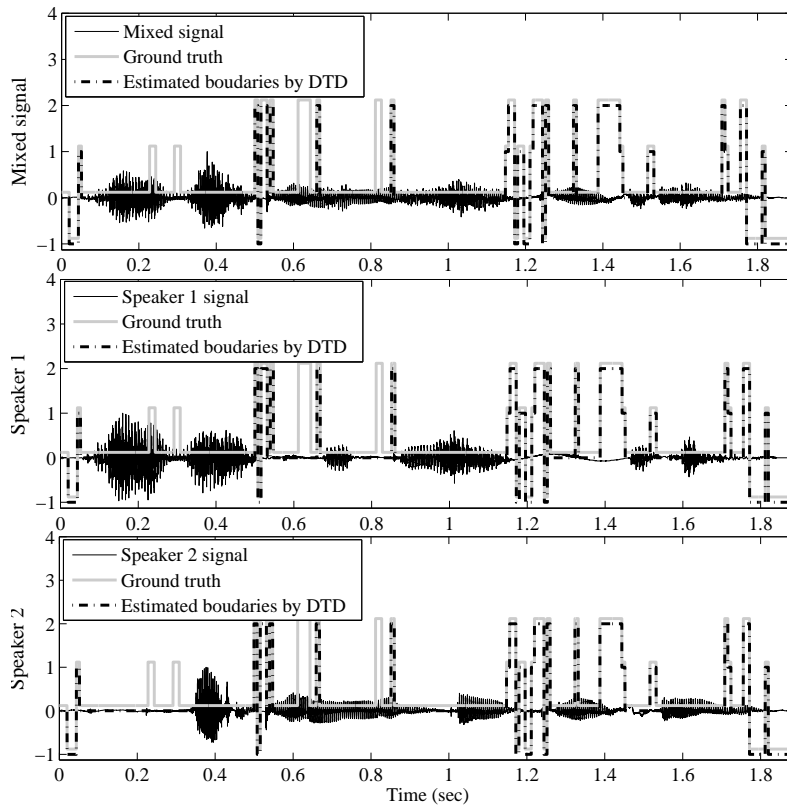 4
3
2
1
0
−1
Mixed signal
Mixed signal
Ground truth
Estimated boudaries by DTD
0 0.2 0.4 0.6 0.8 1 1.2 1.4 1.6 1.8
4
3
2
1
0
−1
Speaker 1
Speaker 1 signal
Ground truth
Estimated boudaries by DTD
0 0.2 0.4 0.6 0.8 1 1.2 1.4 1.6 1.8
4
3
2
1
0
−1
Speaker 2
Speaker 2 signal
Ground truth
Estimated boudaries by DTD
0 0.2 0.4 0.6 0.8 1 1.2 1.4 1.6 1.8
Time (sec)